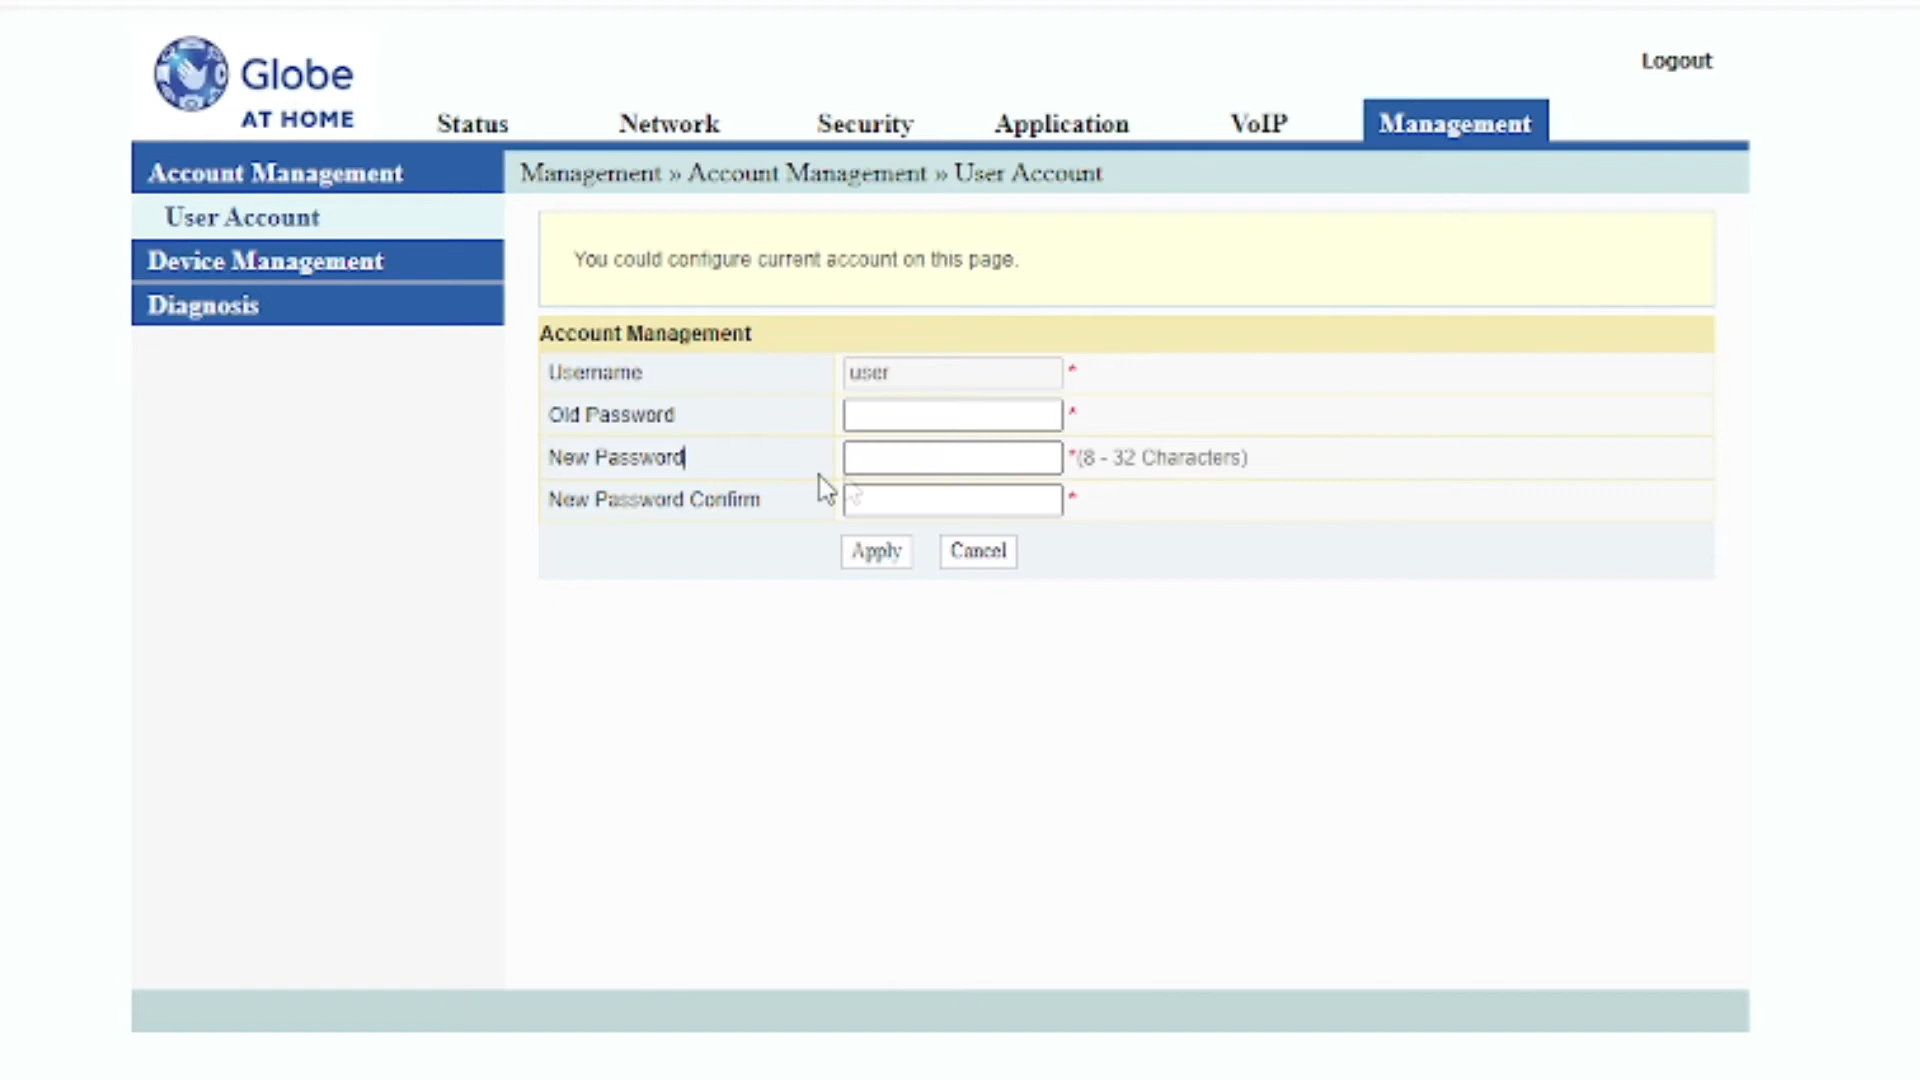 Globe
AT HOME
Logout
Status Network Security Application VoIP Management
Account Management
Management » Account Management » User Account
User Account
Device Management
Diagnosis
You could configure current account on this page.
Account Management
Username user *
Old Password *
New Password *(8 - 32 Characters)
New Password Confirm *
Apply Cancel